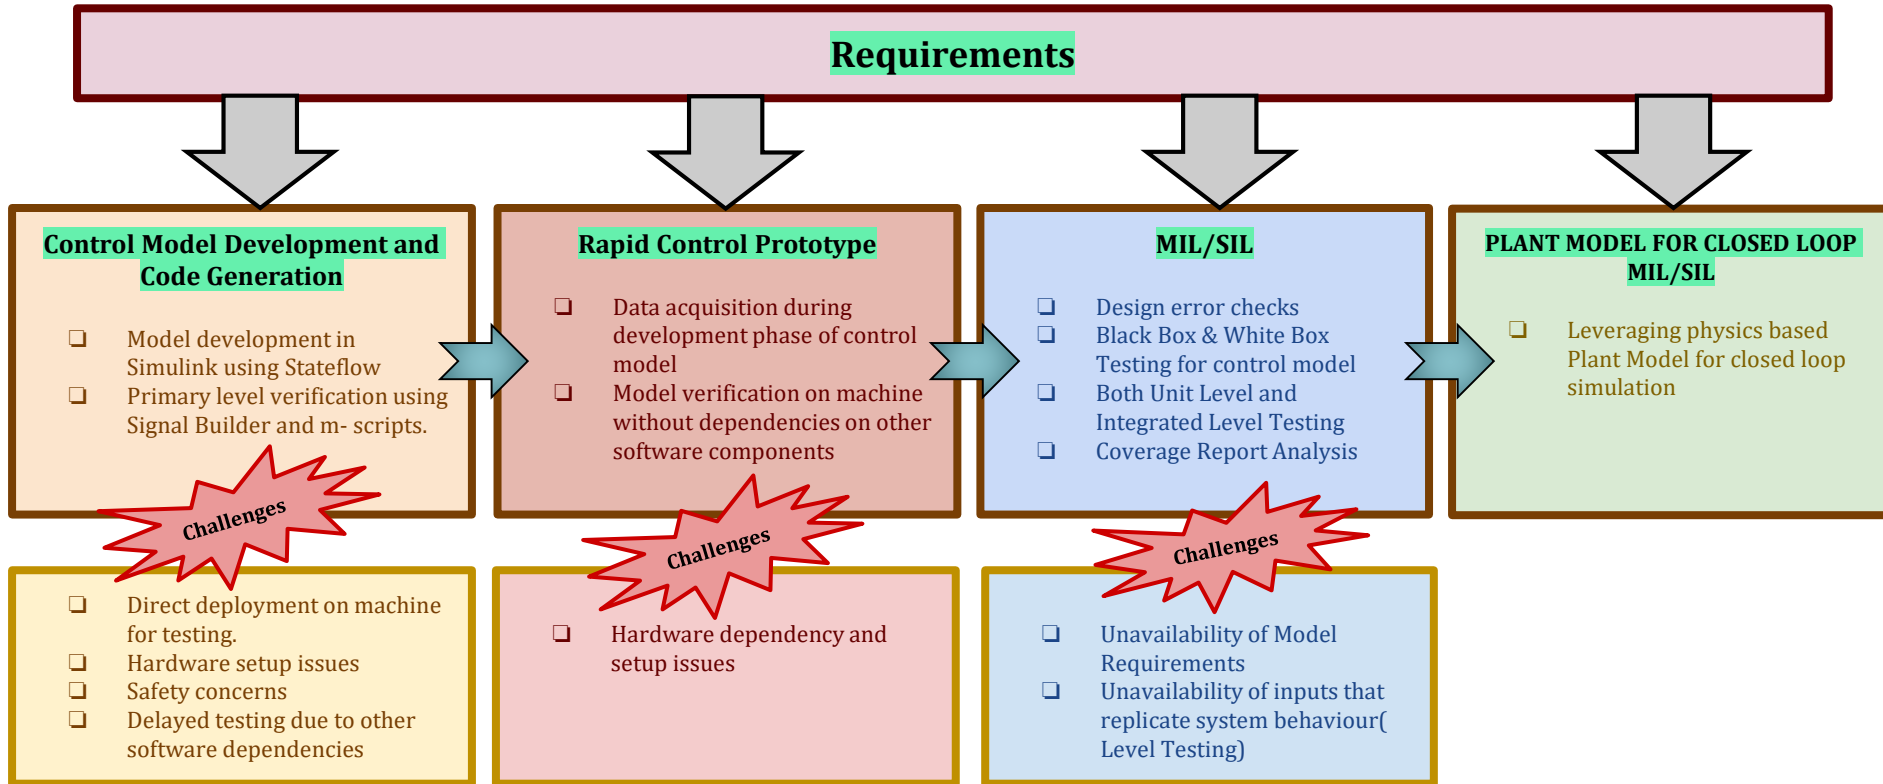 Requirements
Control Model Development and
Code Generation
❏ Model development in
Simulink using Stateflow
❏ Primary level verification using
Signal Builder and m- scripts.
Challenges
❏ Direct deployment on machine
for testing.
❏ Hardware setup issues
❏ Safety concerns
❏ Delayed testing due to other
software dependencies
Rapid Control Prototype
❏ Data acquisition during
development phase of control
model
❏ Model verification on machine
without dependencies on other
software components
Challenges
❏ Hardware dependency and
setup issues
MIL/SIL
❏ Design error checks
❏ Black Box & White Box
Testing for control model
❏ Both Unit Level and
Integrated Level Testing
❏ Coverage Report Analysis
Challenges
❏ Unavailability of Model
Requirements
❏ Unavailability of inputs that
replicate system behaviour(
Level Testing)
PLANT MODEL FOR CLOSED LOOP
MIL/SIL
❏ Leveraging physics based
Plant Model for closed loop
simulation